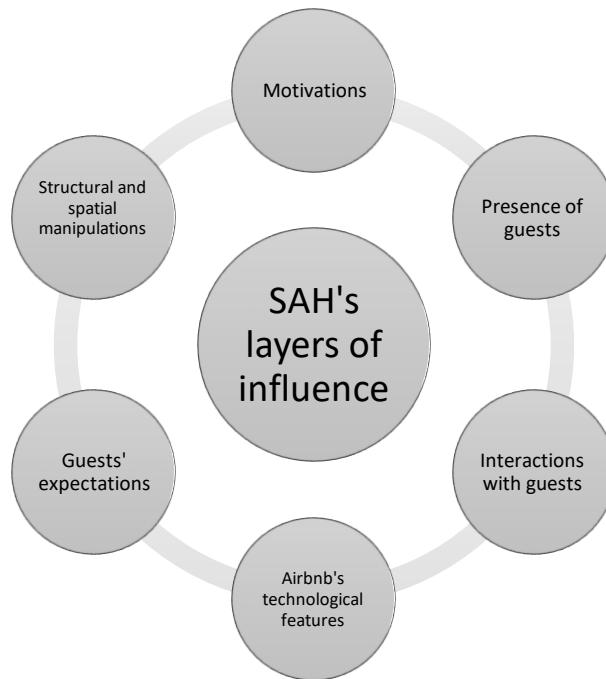 Motivations
Presence of
guests
Interactions
with guests
Airbnb's
technological
features
Guests'
expectations
Structural and
spatial
manipulations
SAH's
layers of
influence